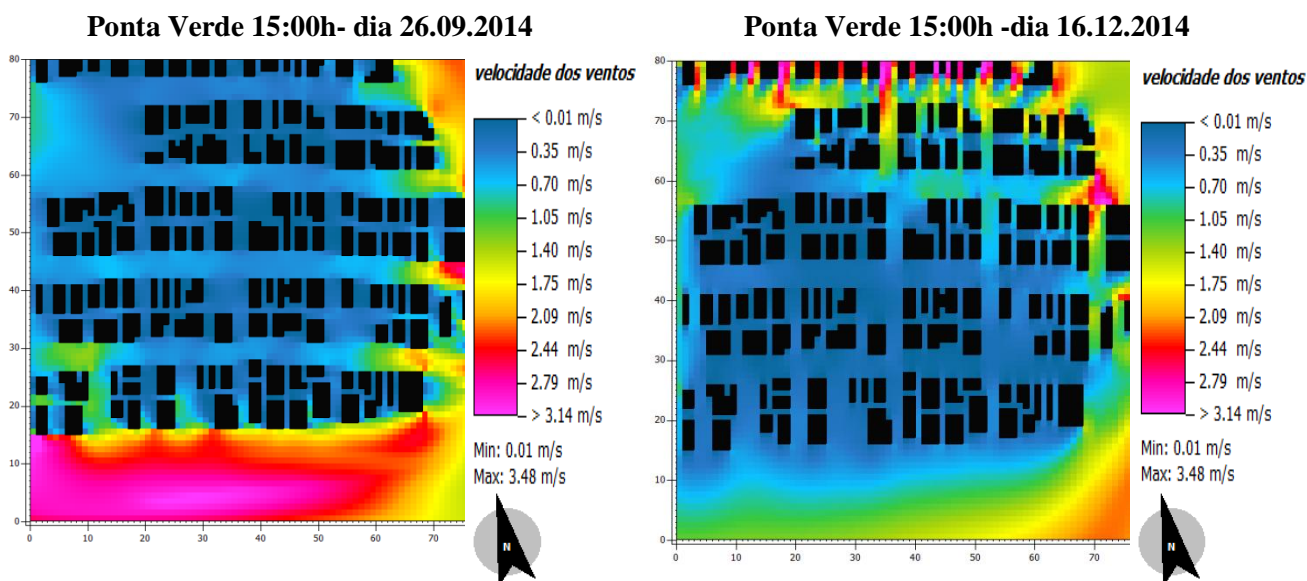 Ponta Verde 15:00h- dia 26.09.2014
velocidade dos ventos
< 0.01 m/s
0.35 m/s
0.70 m/s
1.05 m/s
1.40 m/s
1.75 m/s
2.09 m/s
2.44 m/s
2.79 m/s
> 3.14 m/s
Min: 0.01 m/s
Max: 3.48 m/s
N
80
70
60
50
40
30
20
10
0
0 10 20 30 40 50 60 70
Ponta Verde 15:00h -dia 16.12.2014
velocidade dos ventos
< 0.01 m/s
0.35 m/s
0.70 m/s
1.05 m/s
1.40 m/s
1.75 m/s
2.09 m/s
2.44 m/s
2.79 m/s
> 3.14 m/s
Min: 0.01 m/s
Max: 3.48 m/s
N
80
70
60
50
40
30
20
10
0
0 10 20 30 40 50 60 70